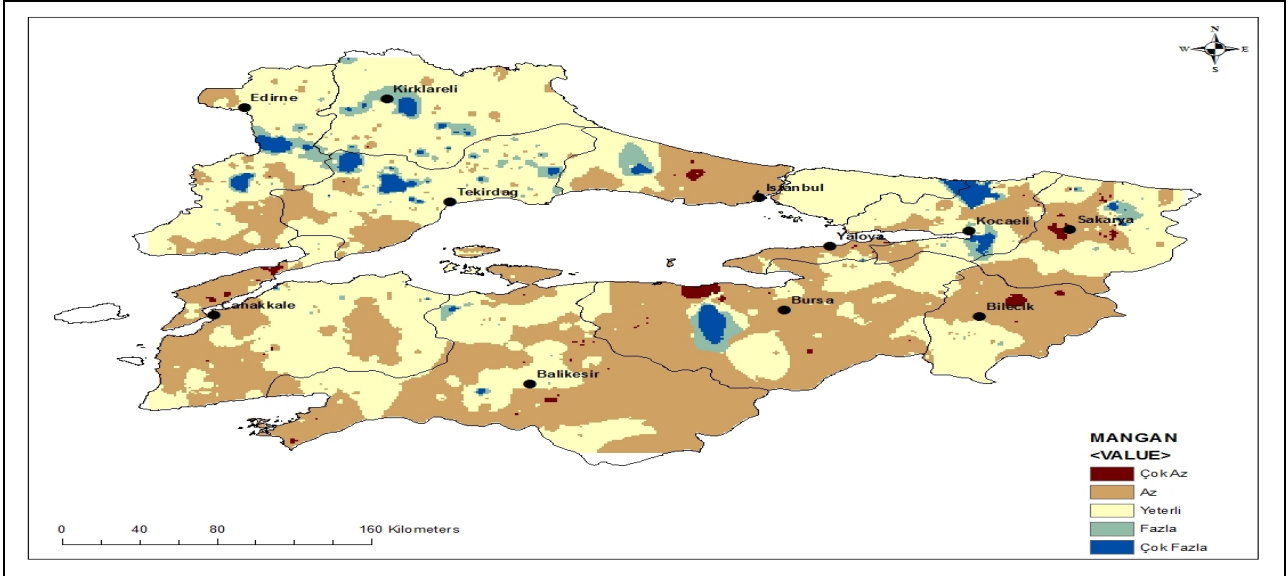 N
W E
S
Kirklareli
Edirne
Tekirdag
Istanbul
Kocaeli
Sakarya
Yalova
Canakkale
Bursa
Bilecik
Balikesir
MANGAN
<VALUE>
Çok Az
Az
Yeterli
Fazla
Çok Fazla
0 40 80 160 Kilometers